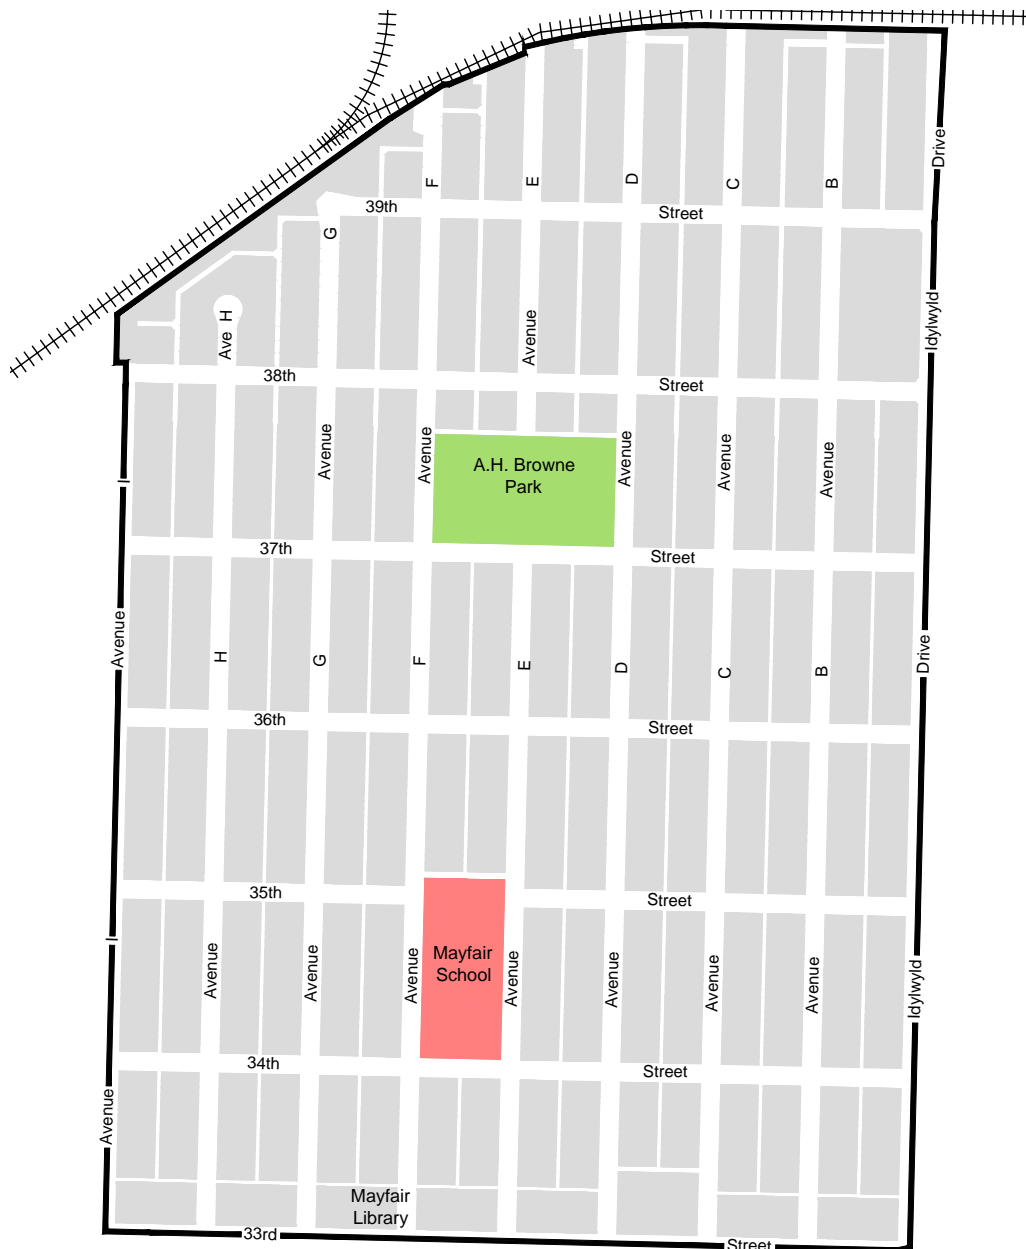 Drive
F
E
D
C
B
39th
Street
G
H
Ave
Avenue
Idylwyld
38th
Street
Avenue
Avenue
Avenue
Avenue
Avenue
A.H. Browne
Park
I
37th
Street
Avenue
H
G
F
E
D
C
B
Drive
36th
Street
35th
Street
I
Avenue
Avenue
Avenue
Mayfair
School
Avenue
Avenue
Avenue
Avenue
Idylwyld
34th
Street
Avenue
Mayfair
Library
33rd
Street